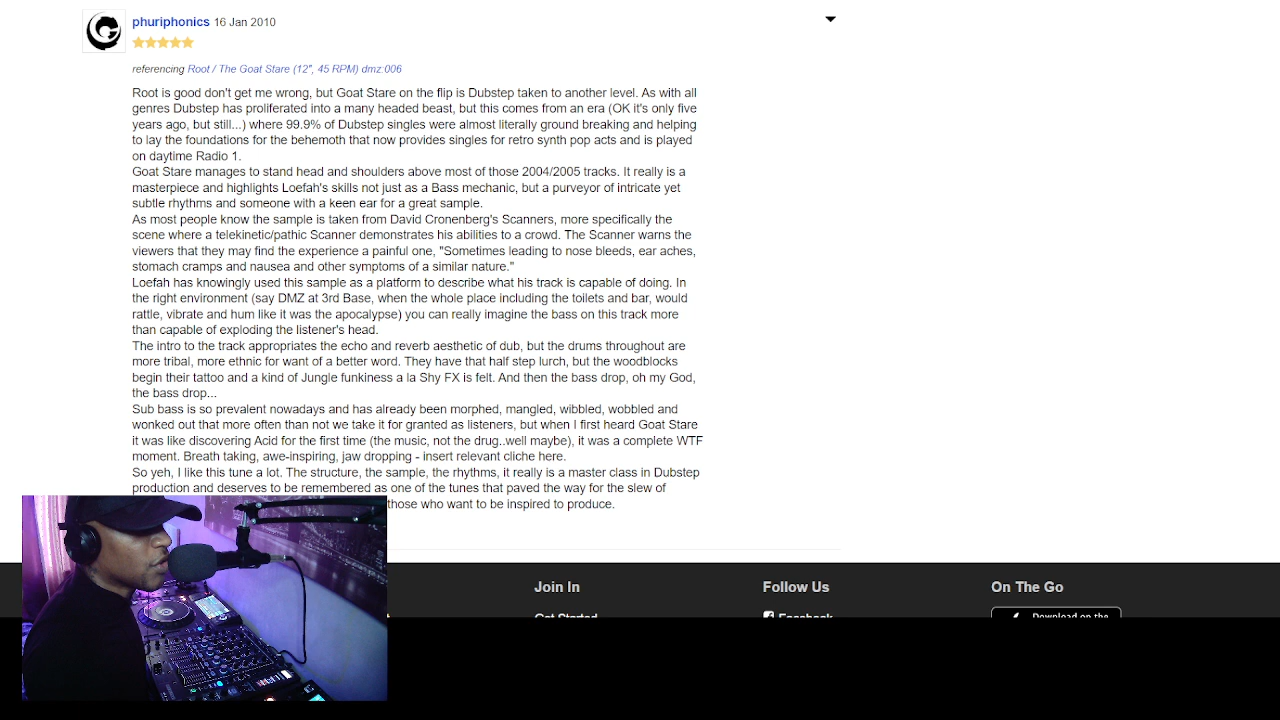 phuriphonics 16 Jan 2010
referencing Root / The Goat Stare (12", 45 RPM) dmz:006
Root is good don't get me wrong, but Goat Stare on the flip is Dubstep taken to another level. As with all
genres Dubstep has proliferated into a many headed beast, but this comes from an era (OK it's only five
years ago, but still...) where 99.9% of Dubstep singles were almost literally ground breaking and helping
to lay the foundations for the behemoth that now provides singles for retro synth pop acts and is played
on daytime Radio 1.
Goat Stare manages to stand head and shoulders above most of those 2004/2005 tracks. It really is a
masterpiece and highlights Loefah's skills not just as a Bass mechanic, but a purveyor of intricate yet
subtle rhythms and someone with a keen ear for a great sample.
As most people know the sample is taken from David Cronenberg's Scanners, more specifically the
scene where a telekinetic/pathic Scanner demonstrates his abilities to a crowd. The Scanner warns the
viewers that they may find the experience a painful one, "Sometimes leading to nose bleeds, ear aches,
stomach cramps and nausea and other symptoms of a similar nature."
Loefah has knowingly used this sample as a platform to describe what his track is capable of doing. In
the right environment (say DMZ at 3rd Base, when the whole place including the toilets and bar, would
rattle, vibrate and hum like it was the apocalypse) you can really imagine the bass on this track more
than capable of exploding the listener's head.
The intro to the track appropriates the echo and reverb aesthetic of dub, but the drums throughout are
more tribal, more ethnic for want of a better word. They have that half step lurch, but the woodblocks
begin their tattoo and a kind of Jungle funkiness a la Shy FX is felt. And then the bass drop, oh my God,
the bass drop...
Sub bass is so prevalent nowadays and has already been morphed, mangled, wibbled, wobbled and
wonked out that more often than not we take it for granted as listeners, but when I first heard Goat Stare
it was like discovering Acid for the first time (the music, not the drug..well maybe), it was a complete WTF
moment. Breath taking, awe-inspiring, jaw dropping - insert relevant cliche here.
So yeh, I like this tune a lot. The structure, the sample, the rhythms, it really is a master class in Dubstep
production and deserves to be remembered as one of the tunes that paved the way for the slew of
those who want to be inspired to produce.
Join In
Follow Us
On The Go
Get Started
Facebook
Download on the